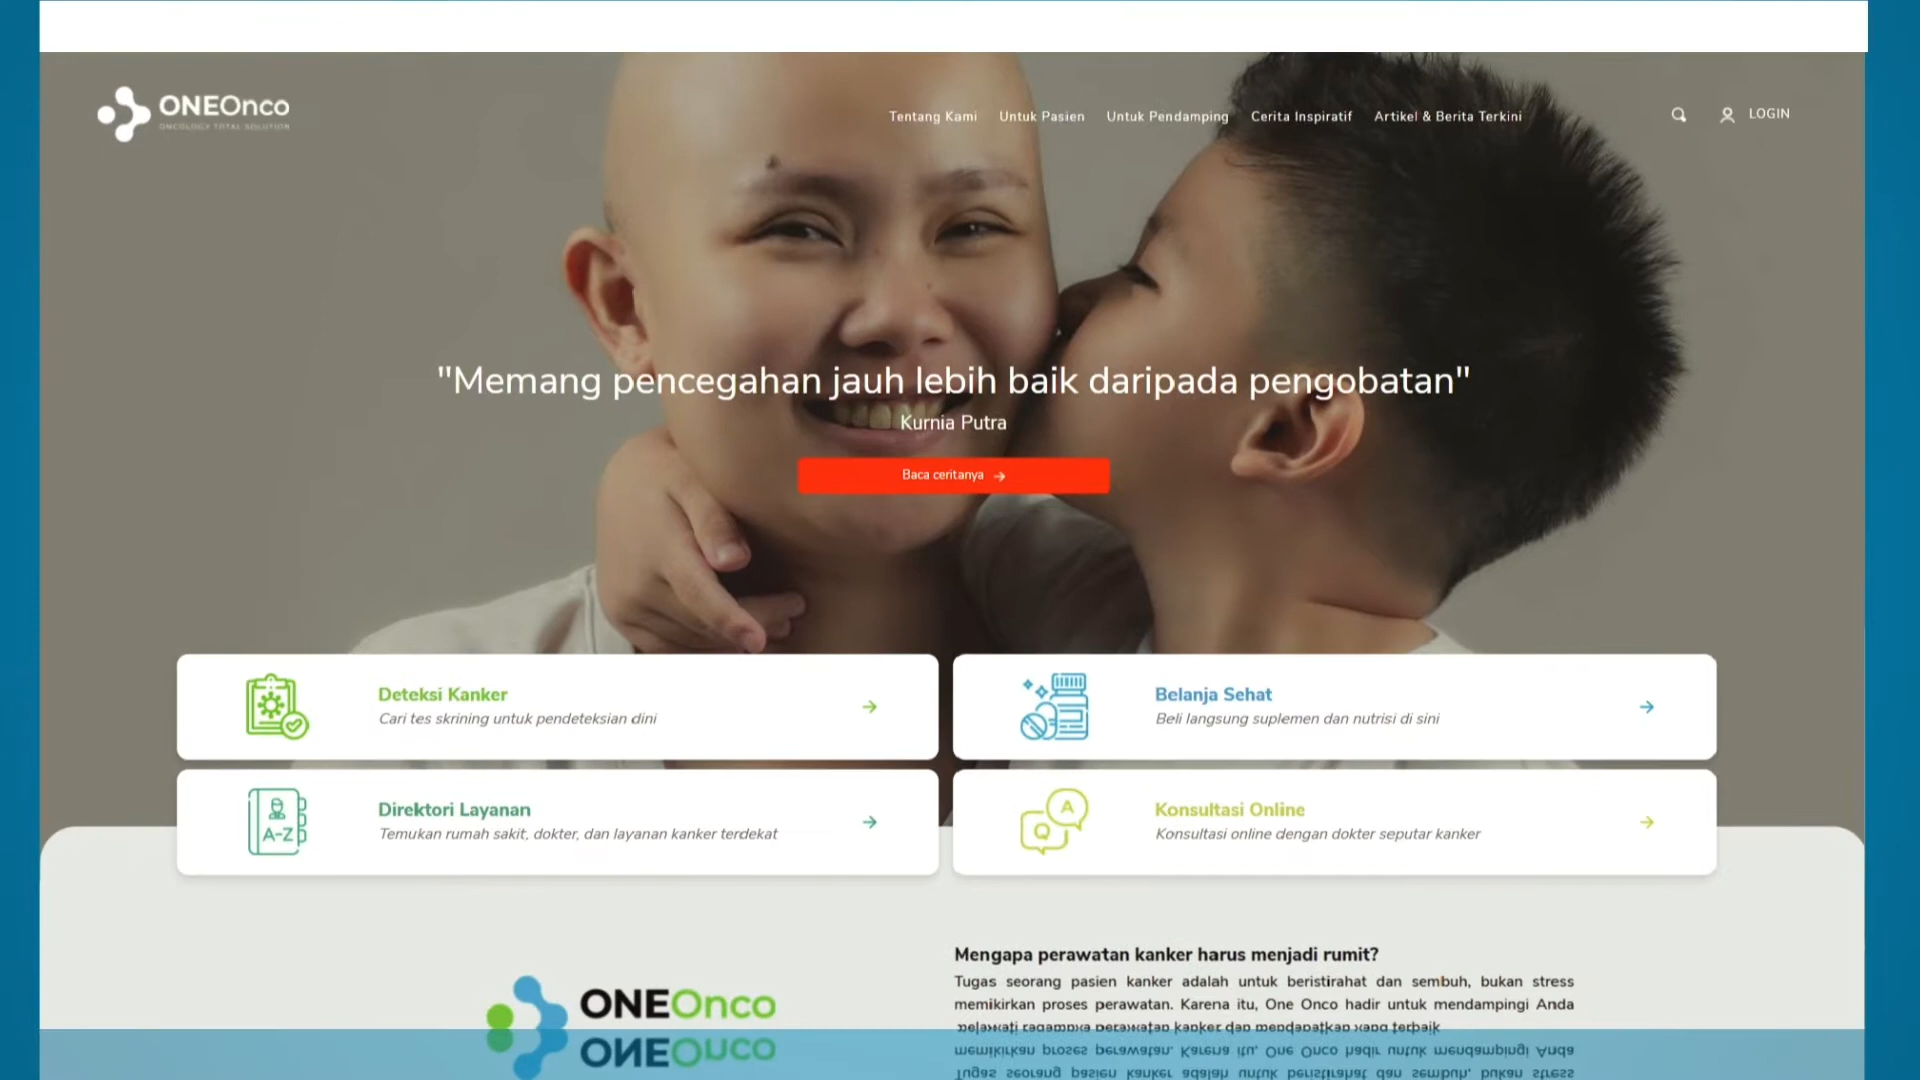 ONEOnco
ONCOLOGY TOTAL SOLUTION
Tentang Kami Untuk Pasien Untuk Pendamping Cerita Inspiratif Artikel & Berita Terkini
LOGIN
"Memang pencegahan jauh lebih baik daripada pengobatan"
Kurnia Putra
Baca ceritanya
Deteksi Kanker
Cari tes skrining untuk pendeteksian dini
Belanja Sehat
Beli langsung suplemen dan nutrisi di sini
A-Z
Direktori Layanan
Temukan rumah sakit, dokter, dan layanan kanker terdekat
A
Q
Konsultasi Online
Konsultasi online dengan dokter seputar kanker
ONEOnco
Mengapa perawatan kanker harus menjadi rumit?
Tugas seorang pasien kanker adalah untuk beristirahat dan sembuh, bukan stress
memikirkan proses perawatan. Karena itu, One Onco hadir untuk mendampingi Anda